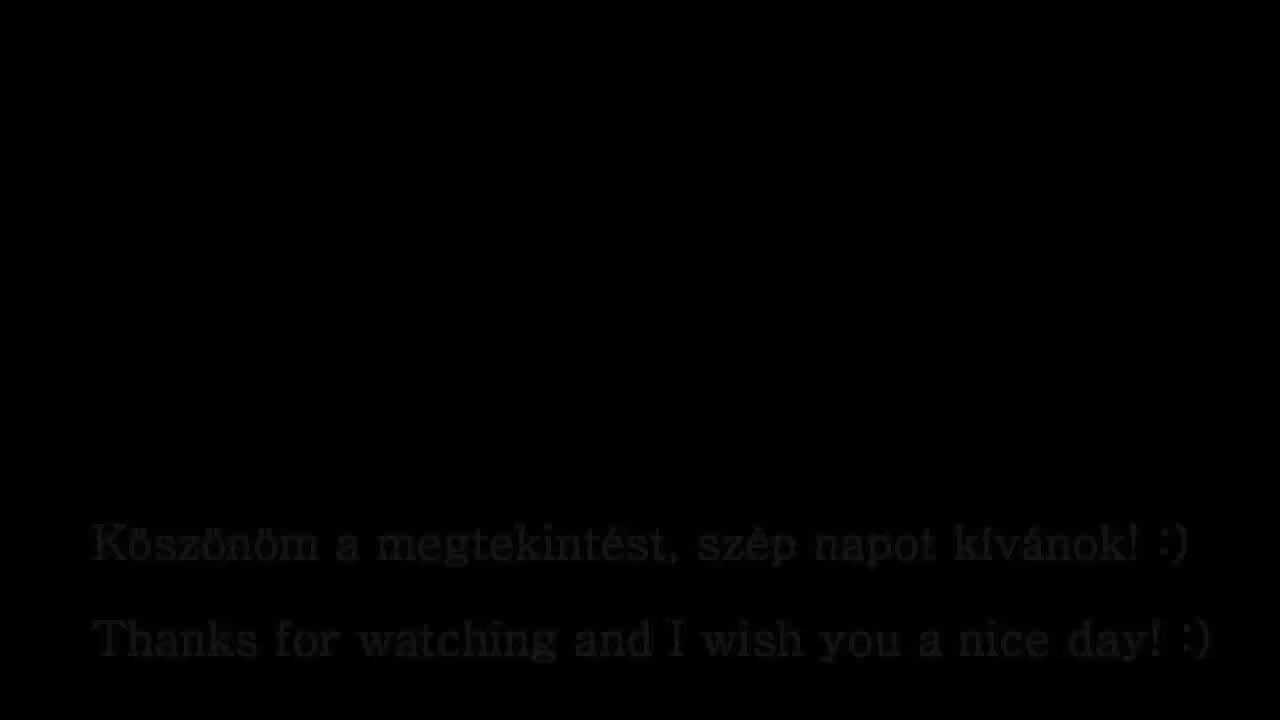 Köszönöm a megtekintést, szép napot kívánok! :)
Thanks for watching and I wish you a nice day! :)